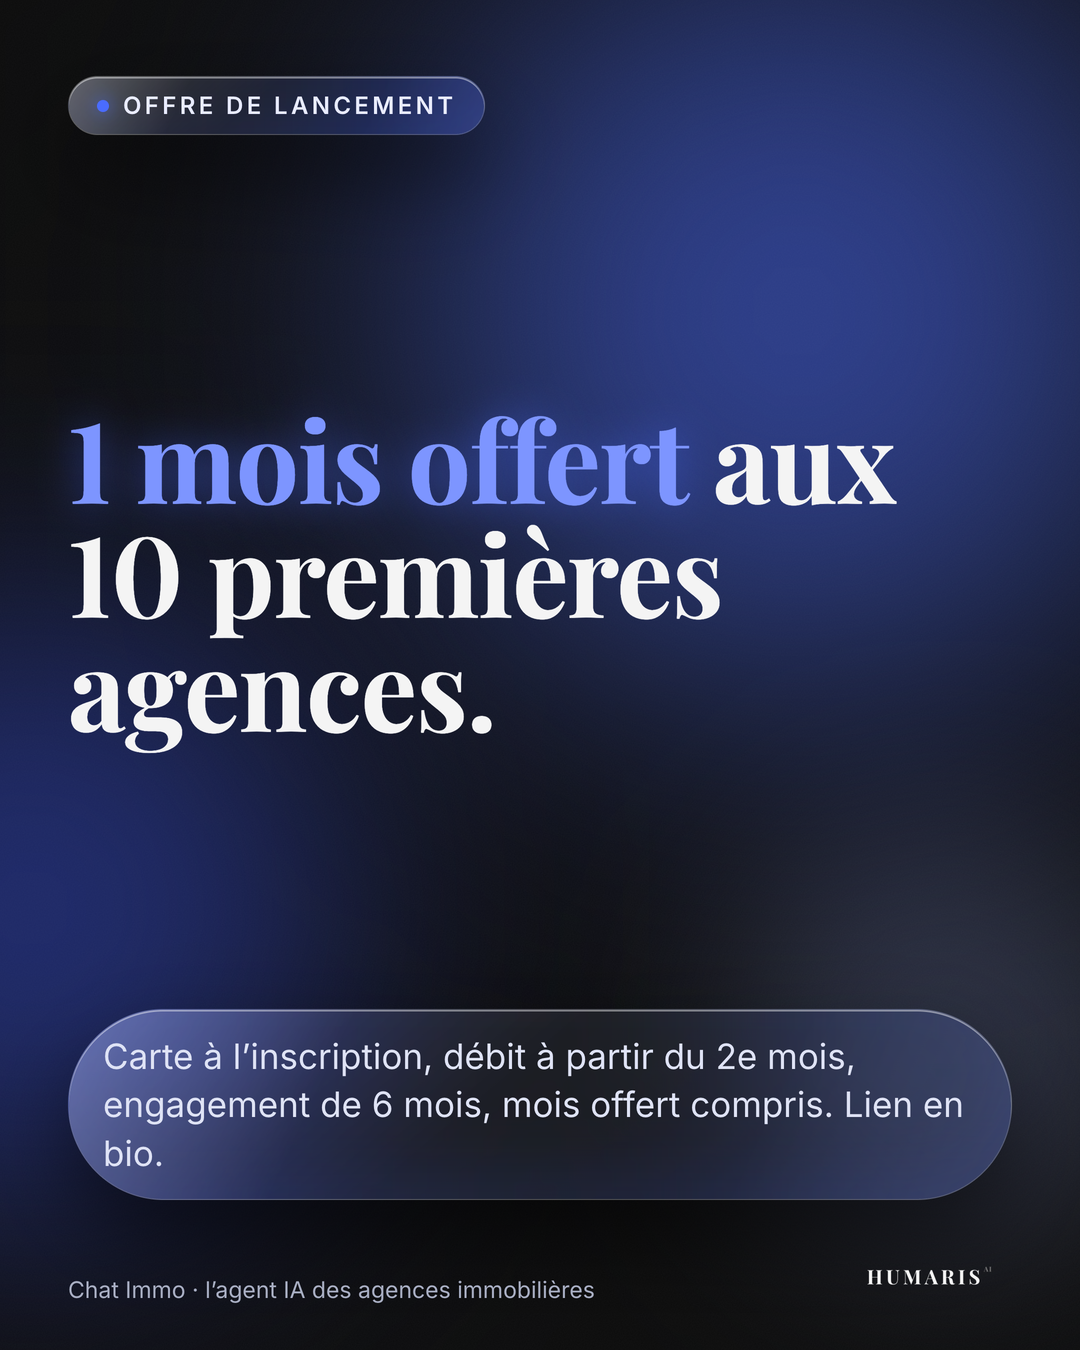 OFFRE DE LANCEMENT
1 mois offert aux
10 premières
agences.
Carte à l’inscription, débit à partir du 2e mois,
engagement de 6 mois, mois offert compris. Lien en
bio.
Chat Immo · l’agent IA des agences immobilières
HUMARIS AI